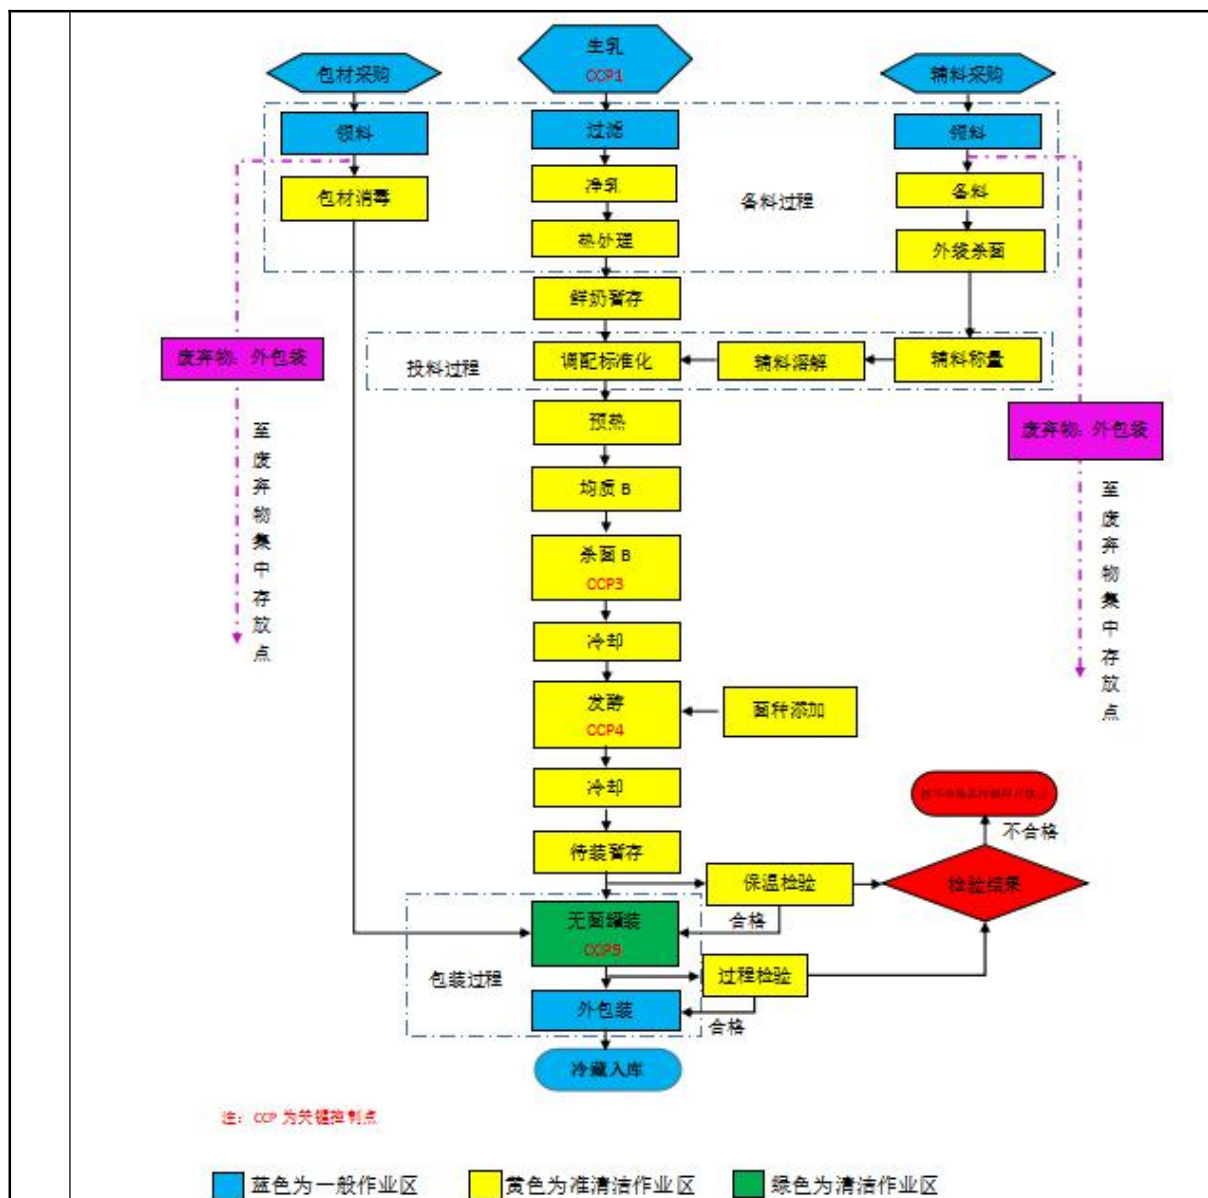 生乳
CCP1
包材采购
辅料采购
领料
过滤
领料
净乳
备料
包材消毒
备料过程
热处理
外袋杀菌
鲜奶暂存
废弃物：外包装
投料过程
调配标准化
辅料溶解
辅料称量
预热
废弃物：外包装
至废弃物集中存放点
均质 B
至废弃物集中存放点
杀菌 B
CCP3
冷却
发酵
CCP4
菌种添加
冷却
不合格
待装暂存
保温检验
检验结果
无菌罐装
CCP5
合格
包装过程
过程检验
外包装
合格
冷藏入库
注：CCP 为关键控制点
蓝色为一般作业区
黄色为准清洁作业区
绿色为清洁作业区